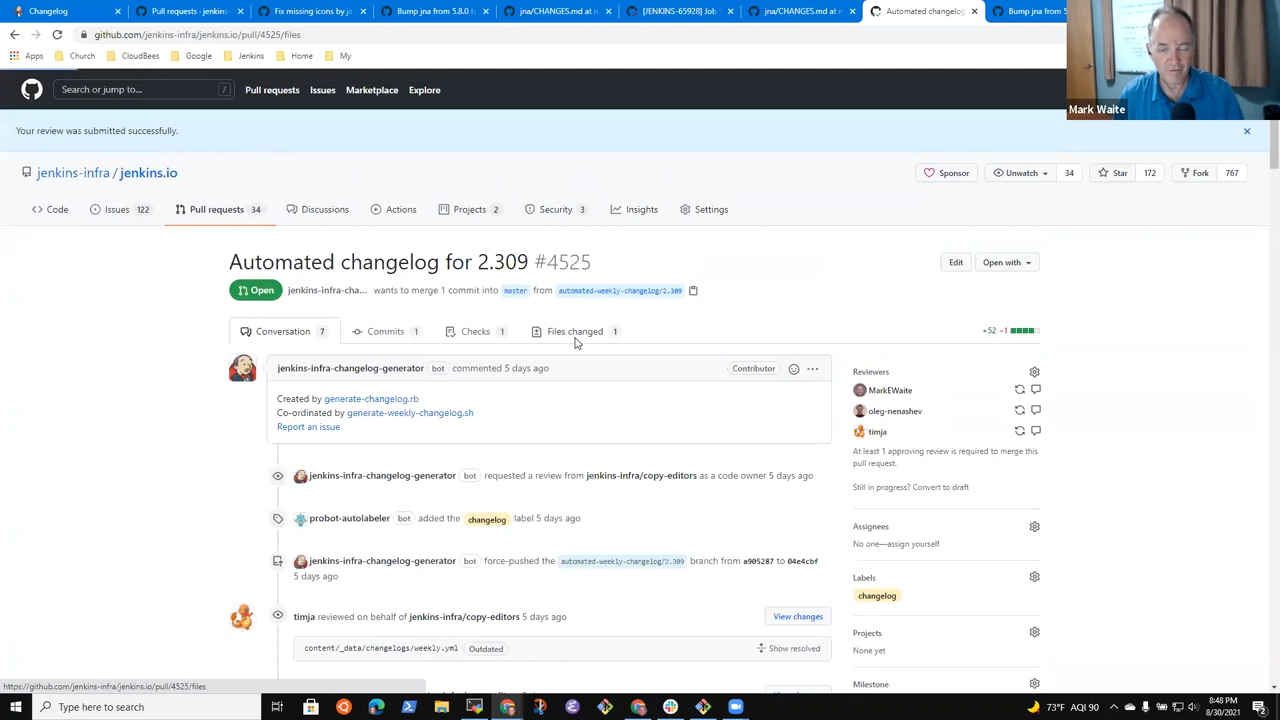 Changelog
Pull requests · jenkins-
Fix missing icons by ja
Bump jna from 5.8.0 to
jna/CHANGES.md at n
[JENKINS-65928] Job
jna/CHANGES.md at m
Automated changelog
Bump jna from 5
github.com/jenkins-infra/jenkins.io/pull/4525/files
Apps
Church
CloudBees
Google
Jenkins
Home
My
Mark Waite
Search or jump to...
/
Pull requests
Issues
Marketplace
Explore
Your review was submitted successfully.
jenkins-infra / jenkins.io
Sponsor
Unwatch
34
Star
172
Fork
767
Code
Issues 122
Pull requests 34
Discussions
Actions
Projects 2
Security 3
Insights
Settings
Automated changelog for 2.309 #4525
Edit
Open with
Open
jenkins-infra-cha... wants to merge 1 commit into master from automated-weekly-changelog/2.309
Conversation 7
Commits 1
Checks 1
Files changed 1
+52 −1
jenkins-infra-changelog-generator bot commented 5 days ago
Contributor
Created by generate-changelog.rb
Co-ordinated by generate-weekly-changelog.sh
Report an issue
jenkins-infra-changelog-generator bot requested a review from jenkins-infra/copy-editors as a code owner 5 days ago
probot-autolabeler bot added the changelog label 5 days ago
jenkins-infra-changelog-generator bot force-pushed the automated-weekly-changelog/2.309 branch from a905287 to 04e4cbf
5 days ago
timja reviewed on behalf of jenkins-infra/copy-editors 5 days ago
View changes
content/_data/changelogs/weekly.yml Outdated
Show resolved
Reviewers
MarkEWaite
oleg-nenashev
timja
At least 1 approving review is required to merge this
pull request.
Still in progress? Convert to draft
Assignees
No one—assign yourself
Labels
changelog
Projects
None yet
Milestone
https://github.com/jenkins-infra/jenkins.io/pull/4525/files
Type here to search
73°F AQI 90
8:48 PM
8/30/2021